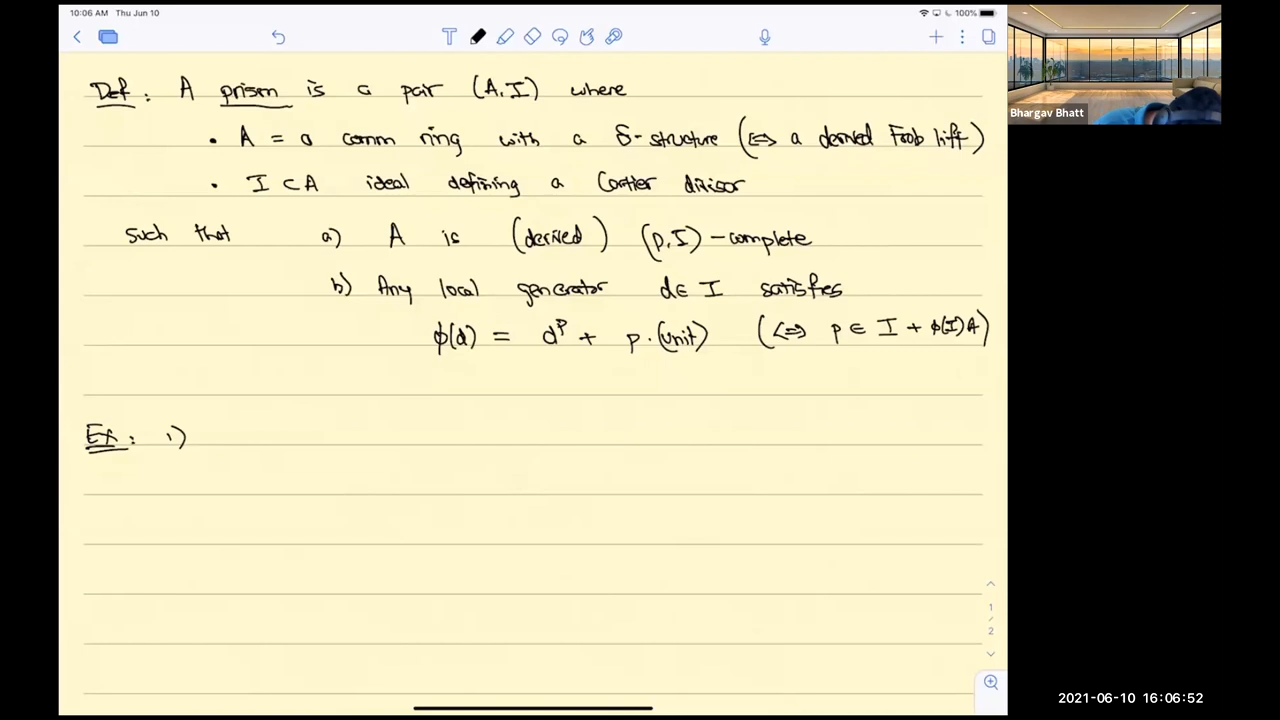 10:06 AM Thu Jun 10
100%
Def: A prism is a pair (A, I) where
• A = a comm ring with a δ-structure (⇔ a derived Frob lift)
• I ⊂ A ideal defining a Cartier divisor
such that a) A is (derived) (p, I)-complete
b) Any local generator d ∈ I satisfies
ϕ(d) = d^p + p·(unit) (⇔ p ∈ I + ϕ(I)A)
Ex: 1)
1
/
2
Bhargav Bhatt
2021-06-10 16:06:52